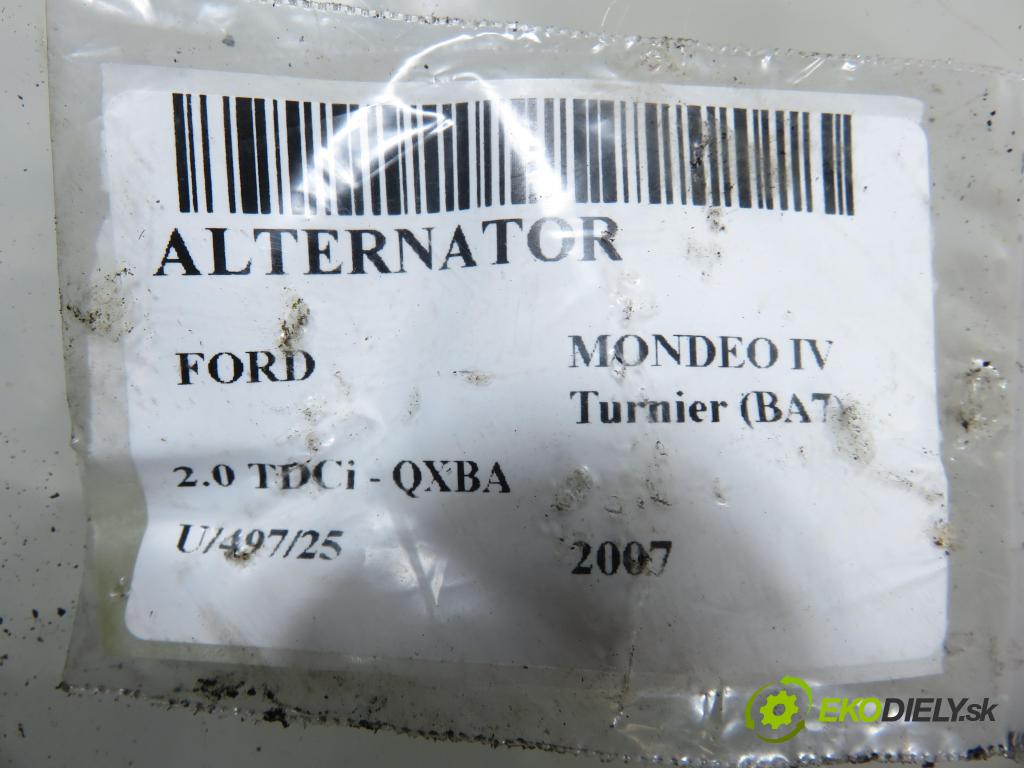 ALTERNATOR
FORD
MONDEO IV
Turnier (BA7)
2.0 TDCi - QXBA
U/497/25
2007
EKODIELY.sk